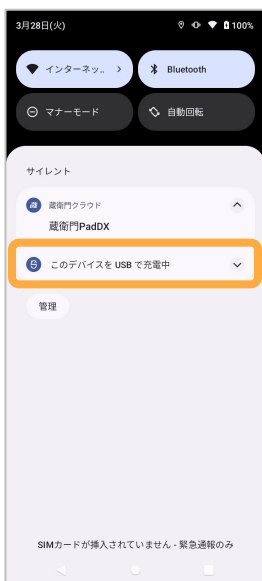 3月28日(火)
100%
インターネッ..
Bluetooth
マナーモード
自動回転
サイレント
蔵衛門クラウド
蔵衛門PadDX
このデバイスを USB で充電中
管理
SIMカードが挿入されていません - 緊急通報のみ